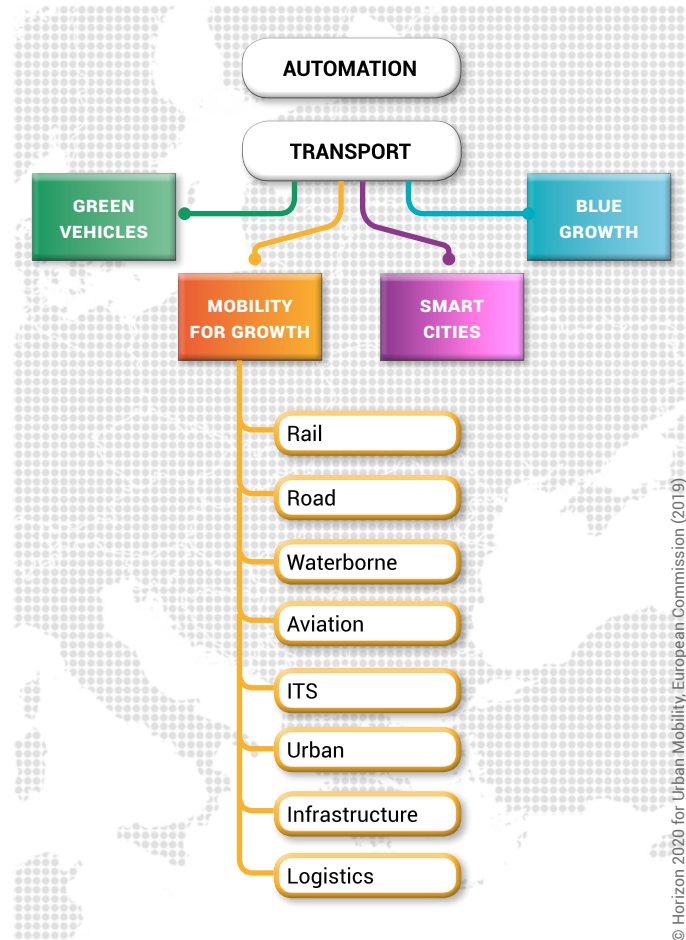 AUTOMATION
TRANSPORT
GREEN
VEHICLES
BLUE
GROWTH
MOBILITY
FOR GROWTH
SMART
CITIES
Rail
Road
Waterborne
Aviation
ITS
Urban
Infrastructure
Logistics
© Horizon 2020 for Urban Mobility, European Commission (2019)